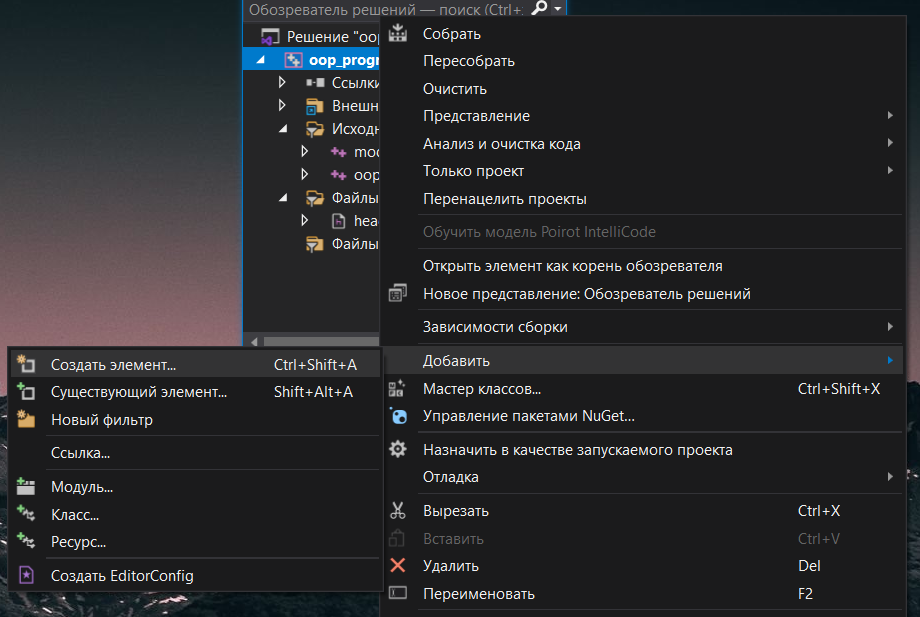 Обозреватель решений — поиск (Ctrl+
Решение "oop
oop_progr
Ссылки
Внешн
Исходн
mod
oop
Файлы
head
Файлы
Собрать
Пересобрать
Очистить
Представление
Анализ и очистка кода
Только проект
Перенацелить проекты
Обучить модель Poirot IntelliCode
Открыть элемент как корень обозревателя
Новое представление: Обозреватель решений
Зависимости сборки
Добавить
Мастер классов... Ctrl+Shift+X
Управление пакетами NuGet...
Назначить в качестве запускаемого проекта
Отладка
Вырезать Ctrl+X
Вставить Ctrl+V
Удалить Del
Переименовать F2
Создать элемент... Ctrl+Shift+A
Существующий элемент... Shift+Alt+A
Новый фильтр
Ссылка...
Модуль...
Класс...
Ресурс...
Создать EditorConfig